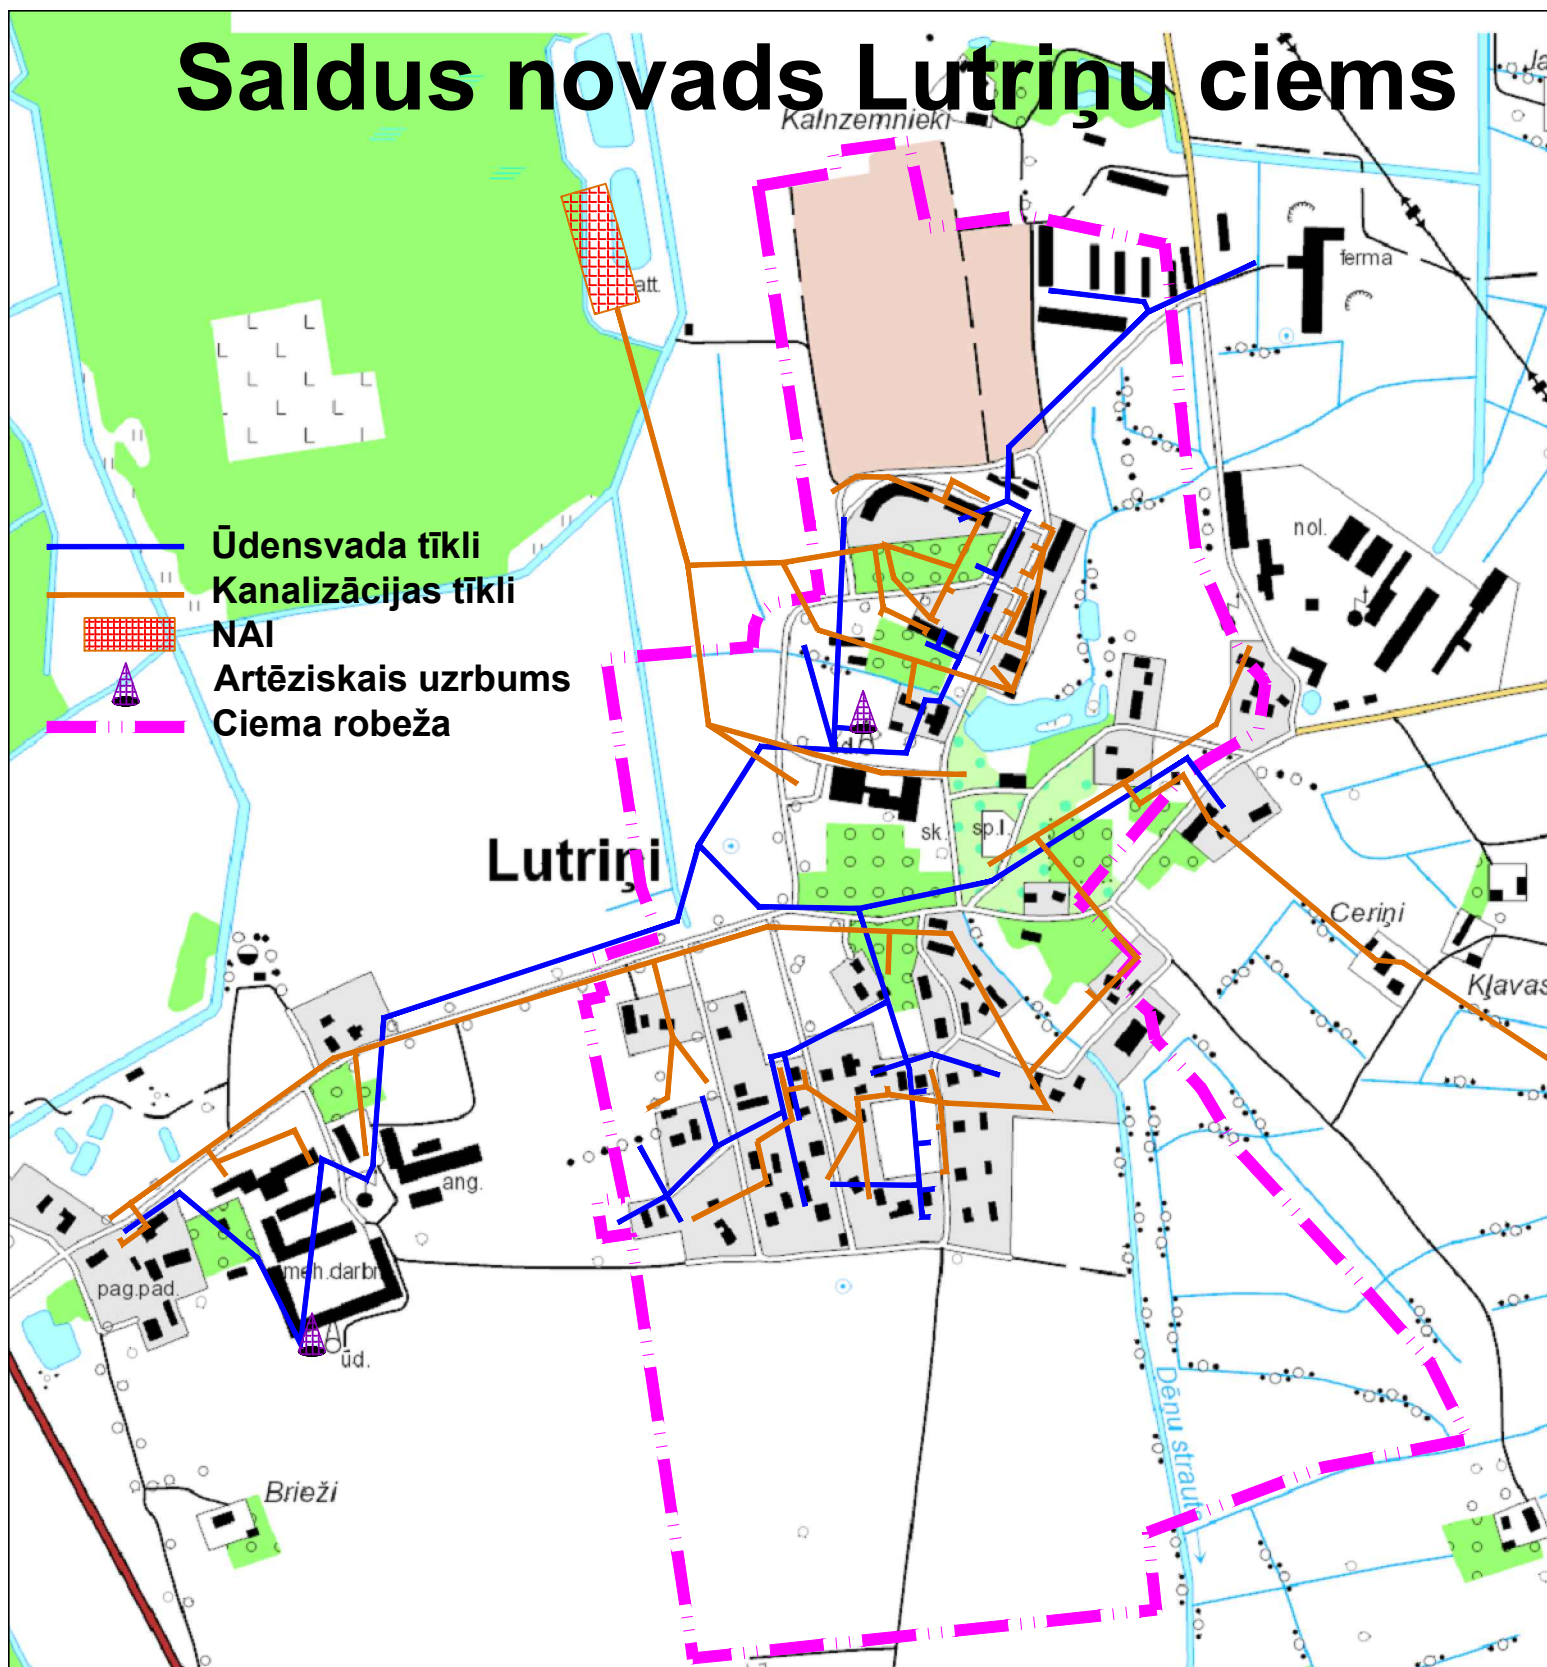 Saldus novads Lutriņu ciems
Kalnzemnieki
ferma
att.
nol.
Ūdensvada tīkli
Kanalizācijas tīkli
NAI
Artēziskais uzrbums
Ciema robeža
sk.
sp.l.
Lutriņi
Ceriņi
Kļavas
ang.
meh.darbn.
pag.pad.
ūd.
Dēņu strauts
Brieži